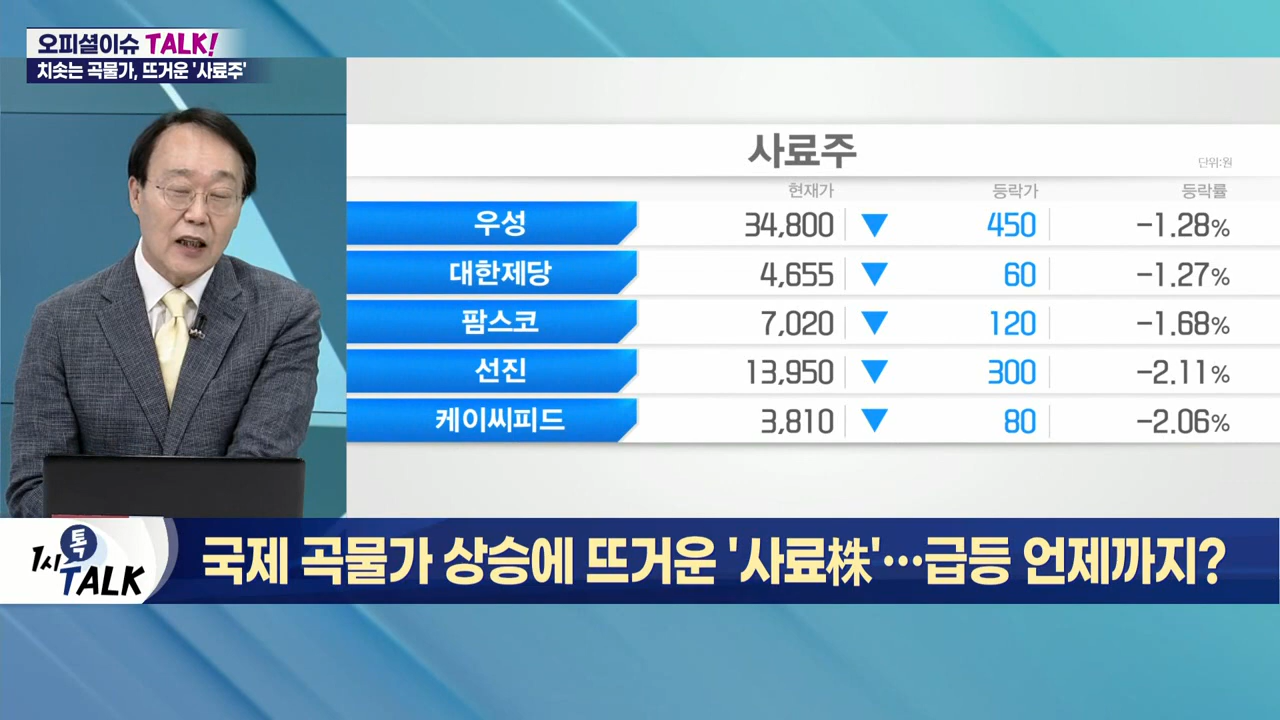 오피셜이슈 TALK!
치솟는 곡물가, 뜨거운 '사료주'
사료주
단위:원
현재가 등락가 등락률
우성 34,800 ▼ 450 -1.28%
대한제당 4,655 ▼ 60 -1.27%
팜스코 7,020 ▼ 120 -1.68%
선진 13,950 ▼ 300 -2.11%
케이씨피드 3,810 ▼ 80 -2.06%
1시 톡 TALK
국제 곡물가 상승에 뜨거운 '사료株'…급등 언제까지?